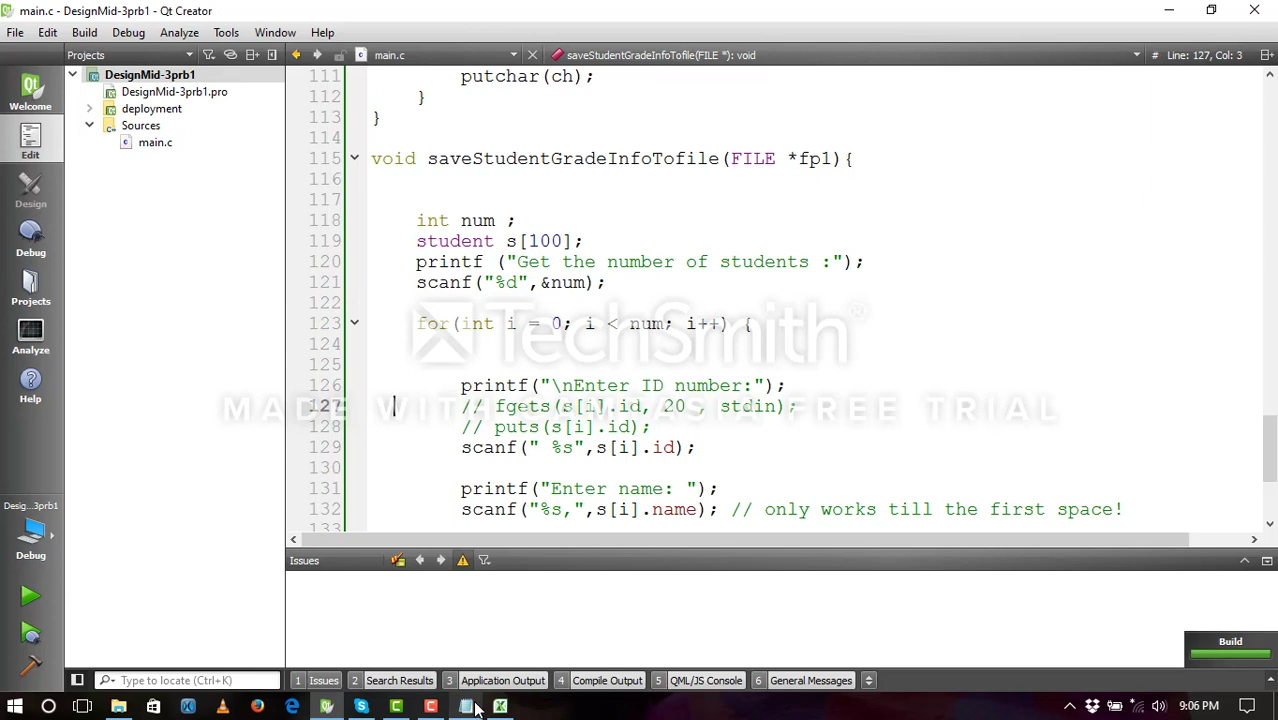 main.c - DesignMid-3prb1 - Qt Creator
File Edit Build Debug Analyze Tools Window Help
Projects main.c saveStudentGradeInfoTofile(FILE *): void # Line: 127, Col: 3
DesignMid-3prb1
DesignMid-3prb1.pro
deployment
Sources
main.c
Welcome
Edit
Design
Debug
Projects
Analyze
Help
Desig...3prb1
Debug
111 putchar(ch);
112 }
113 }
114
115 void saveStudentGradeInfoTofile(FILE *fp1){
116
117
118 int num ;
119 student s[100];
120 printf ("Get the number of students :");
121 scanf("%d",&num);
122
123 for(int i = 0; i < num; i++) {
124
125
126 printf("\nEnter ID number:");
127 // fgets(s[i].id, 20 , stdin);
128 // puts(s[i].id);
129 scanf(" %s",s[i].id);
130
131 printf("Enter name: ");
132 scanf("%s,",s[i].name); // only works till the first space!
133
TechSmith®
MADE WITH CAMTASIA FREE TRIAL
Issues
Build
Type to locate (Ctrl+K) 1 Issues 2 Search Results 3 Application Output 4 Compile Output 5 QML/JS Console 6 General Messages
9:06 PM